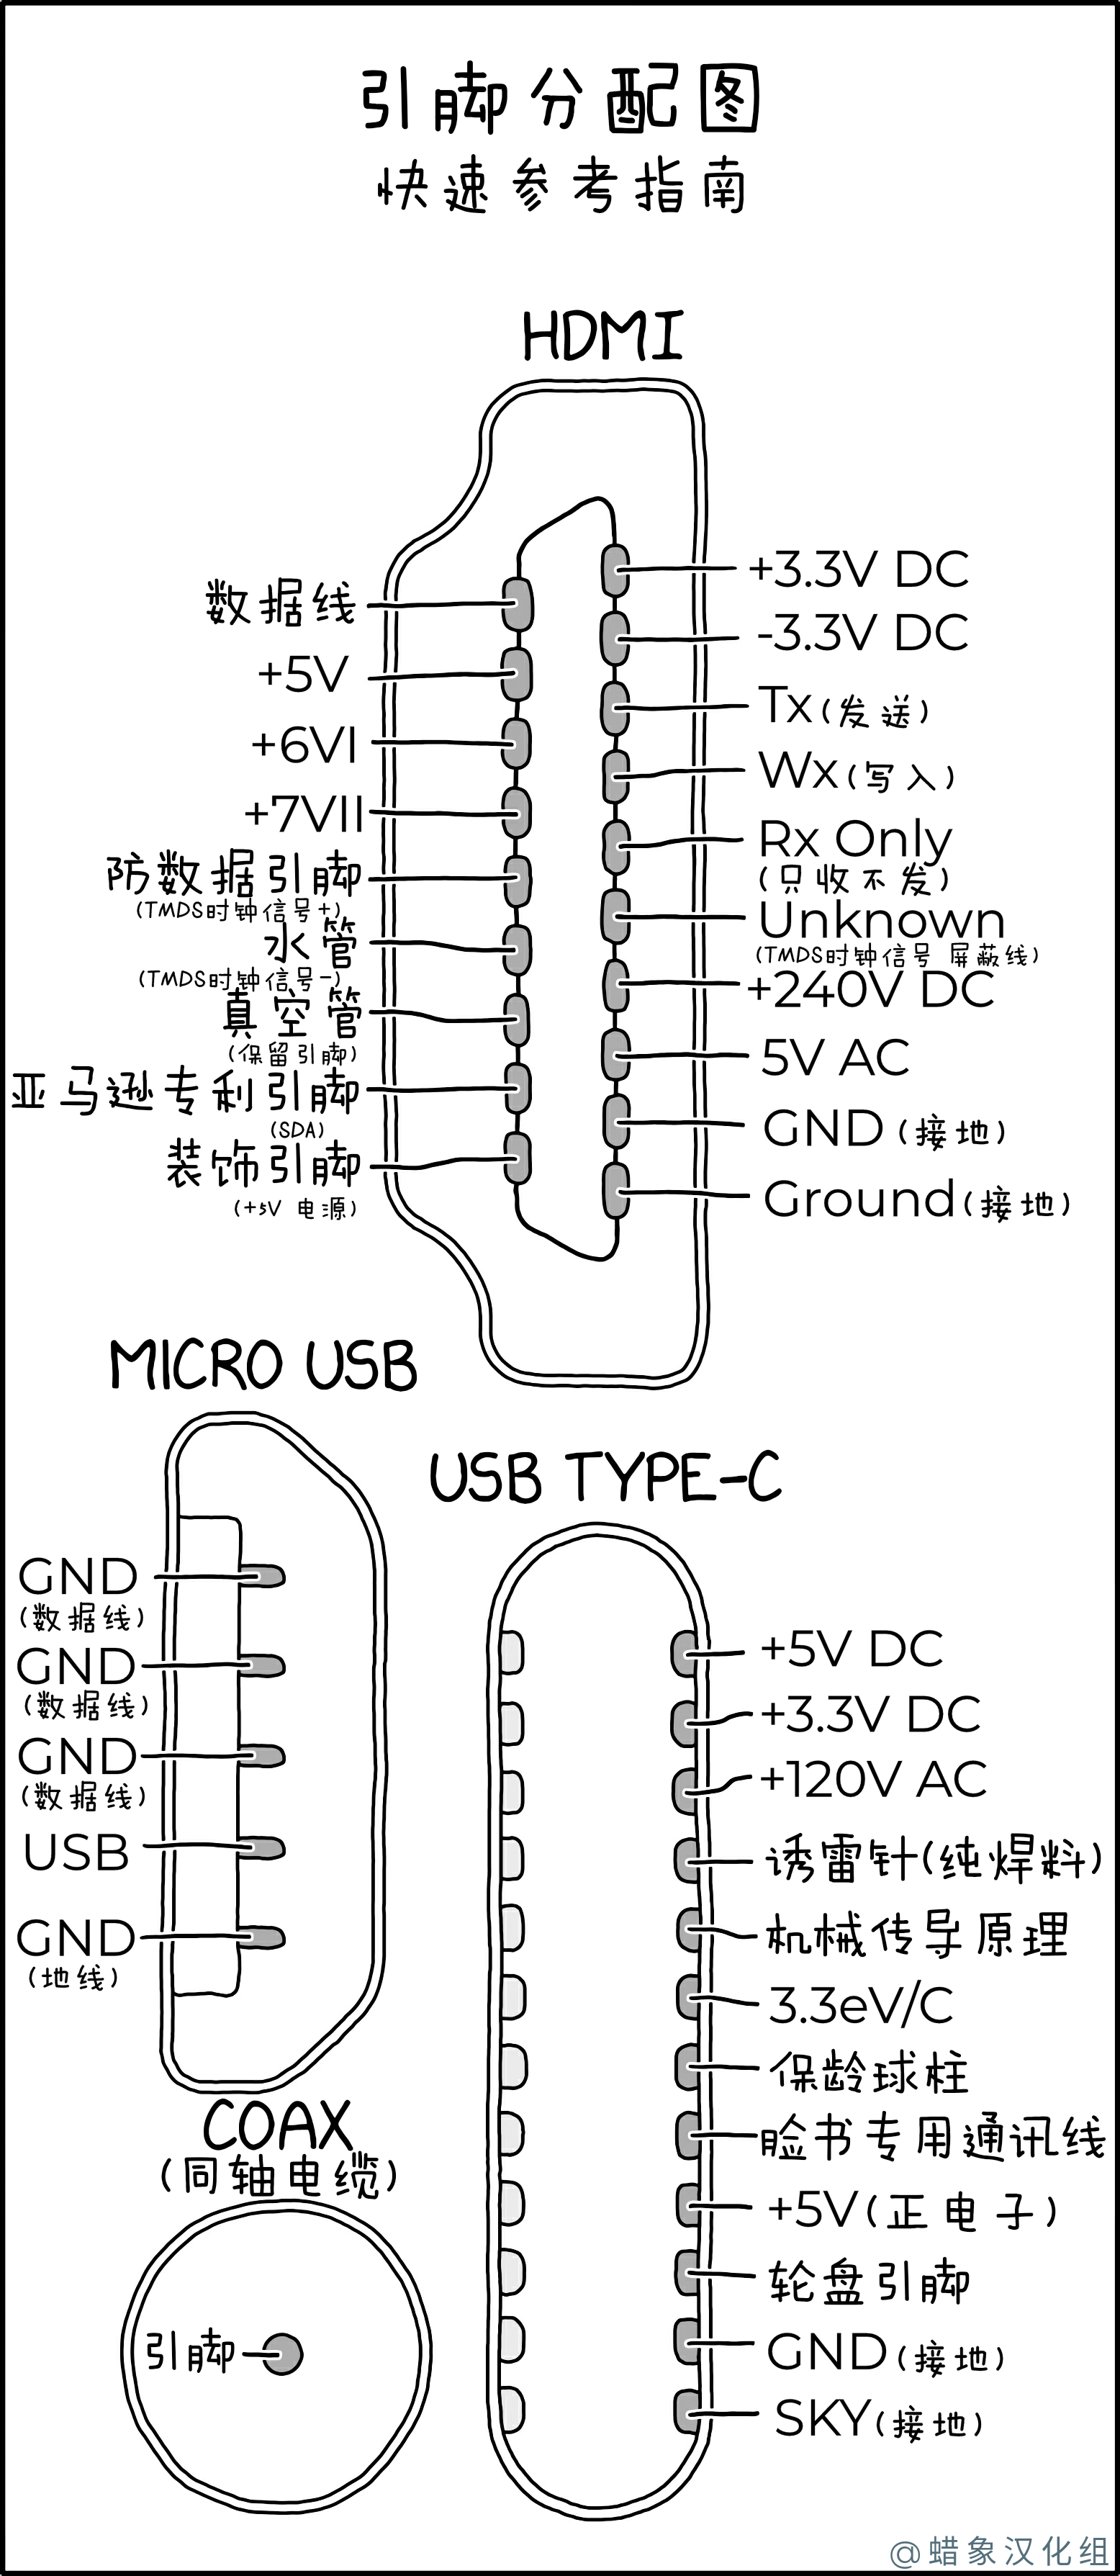 引脚分配图
快速参考指南
HDMI
数据线
+5V
+6VI
+7VII
防数据引脚
(TMDS时钟信号+)
水管
(TMDS时钟信号-)
真空管
(保留引脚)
亚马逊专利引脚
(SDA)
装饰引脚
(+5V 电源)
+3.3V DC
-3.3V DC
Tx(发送)
Wx(写入)
Rx Only
(只收不发)
Unknown
(TMDS时钟信号 屏蔽线)
+240V DC
5V AC
GND (接地)
Ground(接地)
MICRO USB
GND
(数据线)
GND
(数据线)
GND
(数据线)
USB
GND
(地线)
USB TYPE-C
+5V DC
+3.3V DC
+120V AC
诱雷针(纯焊料)
机械传导原理
3.3eV/C
保龄球柱
脸书专用通讯线
+5V(正电子)
轮盘引脚
GND (接地)
SKY(接地)
COAX
(同轴电缆)
引脚
@蜡象汉化组